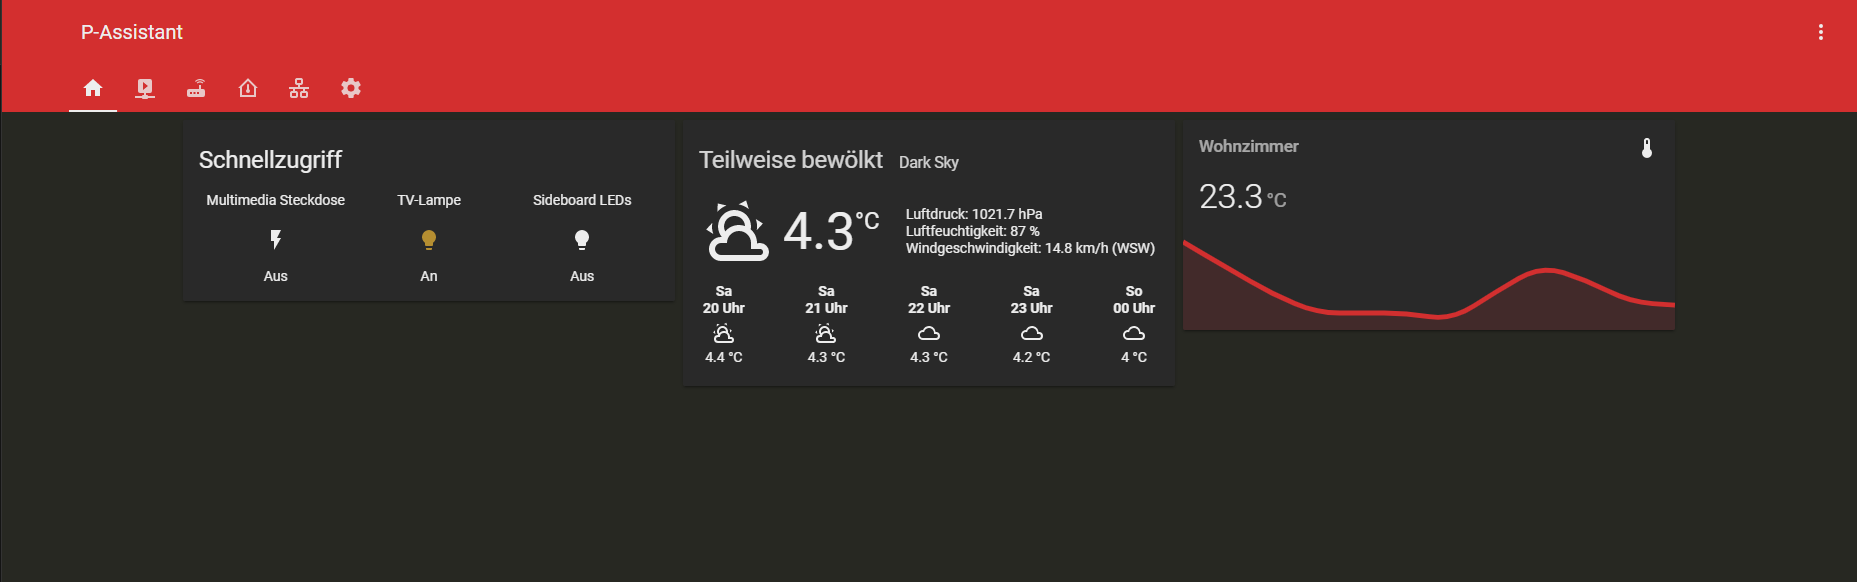 P-Assistant
Schnellzugriff
Multimedia Steckdose TV-Lampe Sideboard LEDs
Aus An Aus
Teilweise bewölkt Dark Sky
4.3 °C
Luftdruck: 1021.7 hPa
Luftfeuchtigkeit: 87 %
Windgeschwindigkeit: 14.8 km/h (WSW)
Sa Sa Sa Sa So
20 Uhr 21 Uhr 22 Uhr 23 Uhr 00 Uhr
4.4 °C 4.3 °C 4.3 °C 4.2 °C 4 °C
Wohnzimmer
23.3 °C